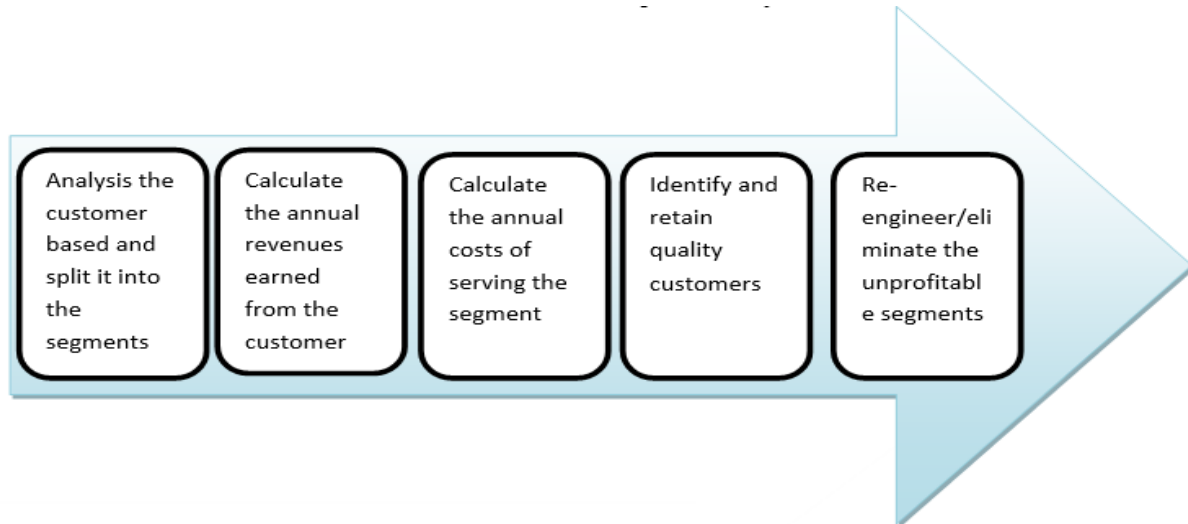 Analysis the
customer
based and
split it into
the
segments
Calculate
the annual
revenues
earned
from the
customer
Calculate
the annual
costs of
serving the
segment
Identify and
retain
quality
customers
Re-
engineer/eli
minate the
unprofitabl
e segments